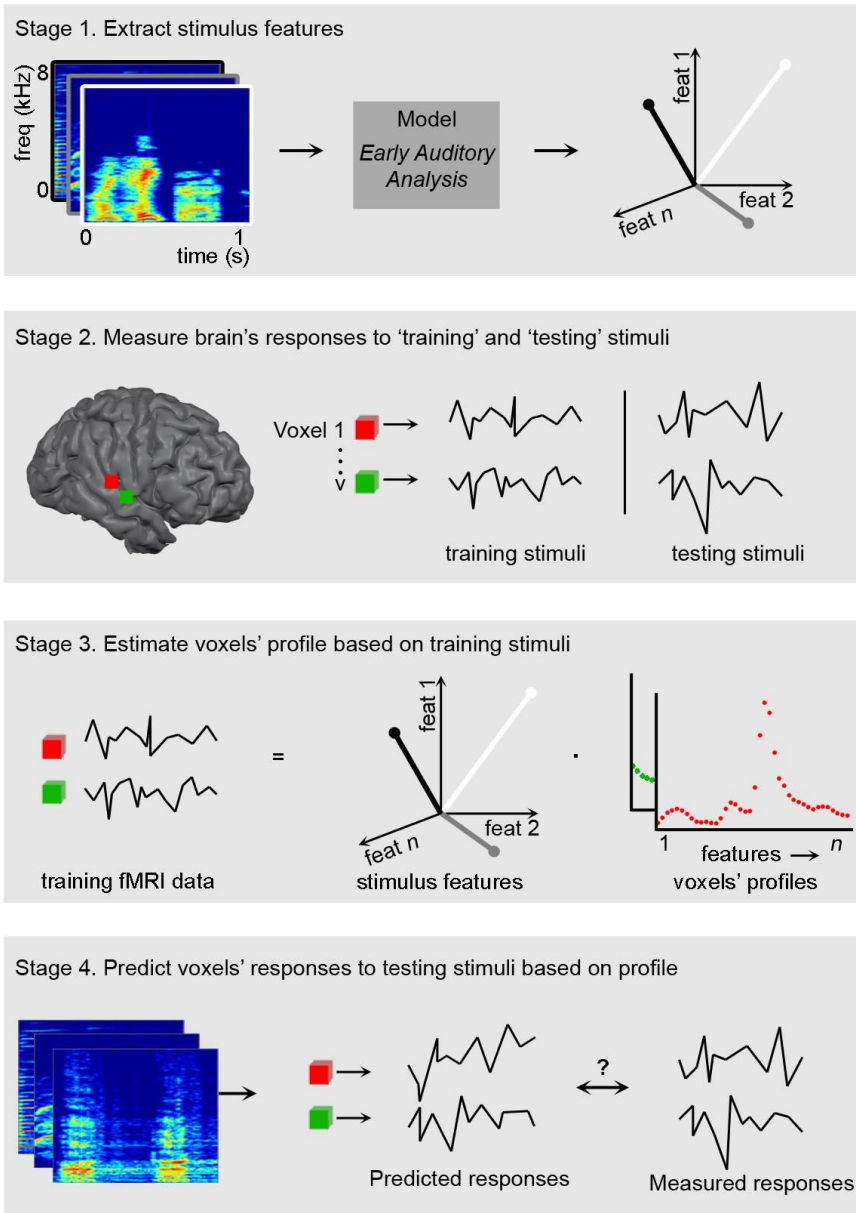 Stage 1. Extract stimulus features
freq (kHz)
8
0
0
1
time (s)
Model
Early Auditory
Analysis
feat 1
feat 2
feat n
Stage 2. Measure brain's responses to ‘training’ and ‘testing’ stimuli
Voxel 1
v
training stimuli
testing stimuli
Stage 3. Estimate voxels’ profile based on training stimuli
=
.
feat 1
feat 2
feat n
1
n
features →
training fMRI data
stimulus features
voxels’ profiles
Stage 4. Predict voxels’ responses to testing stimuli based on profile
?
Predicted responses
Measured responses